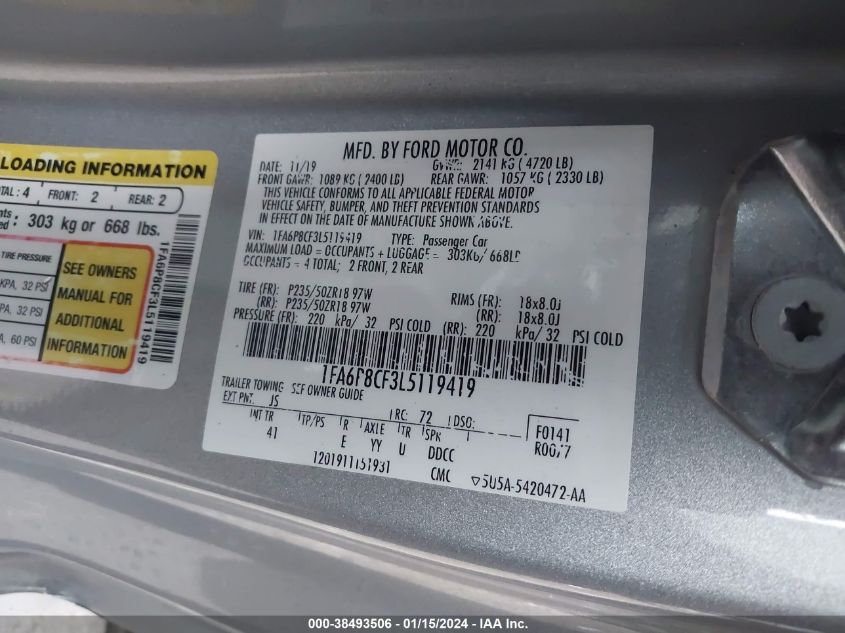 LOADING INFORMATION
TOTAL: 4 FRONT: 2 REAR: 2
303 kg or 668 lbs.
TIRE PRESSURE
KPA, 32 PSI
PA, 32 PSI
A, 60 PSI
SEE OWNERS
MANUAL FOR
ADDITIONAL
INFORMATION
1FA6P8CF3L5119419
MFD. BY FORD MOTOR CO.
DATE: 11/19 GVWR: 2141 KG ( 4720 LB)
FRONT GAWR: 1089 KG ( 2400 LB) REAR GAWR: 1057 KG ( 2330 LB)
THIS VEHICLE CONFORMS TO ALL APPLICABLE FEDERAL MOTOR
VEHICLE SAFETY, BUMPER, AND THEFT PREVENTION STANDARDS
IN EFFECT ON THE DATE OF MANUFACTURE SHOWN ABOVE.
VIN: 1FA6P8CF3L5119419 TYPE: Passenger Car
MAXIMUM LOAD = OCCUPANTS + LUGGAGE = 303KG/668LB
OCCUPANTS = 4 TOTAL; 2 FRONT, 2 REAR
TIRE (FR): P235/50ZR18 97W RIMS (FR): 18x8.0j
(RR): P235/50ZR18 97W (RR): 18x8.0j
PRESSURE (FR): 220 kPa/ 32 PSI COLD (RR): 220 kPa/ 32 PSI COLD
1FA6P8CF3L5119419
TRAILER TOWING SEF OWNER GUIDE
EXT PNT: JS RC: 72 DSO:
INT TR TP/PS R AXLE TR SPR F0141
41 E YY U DDCC
CMC ▽5U5A-5420472-AA
000-38493506 - 01/15/2024 - IAAI.COM